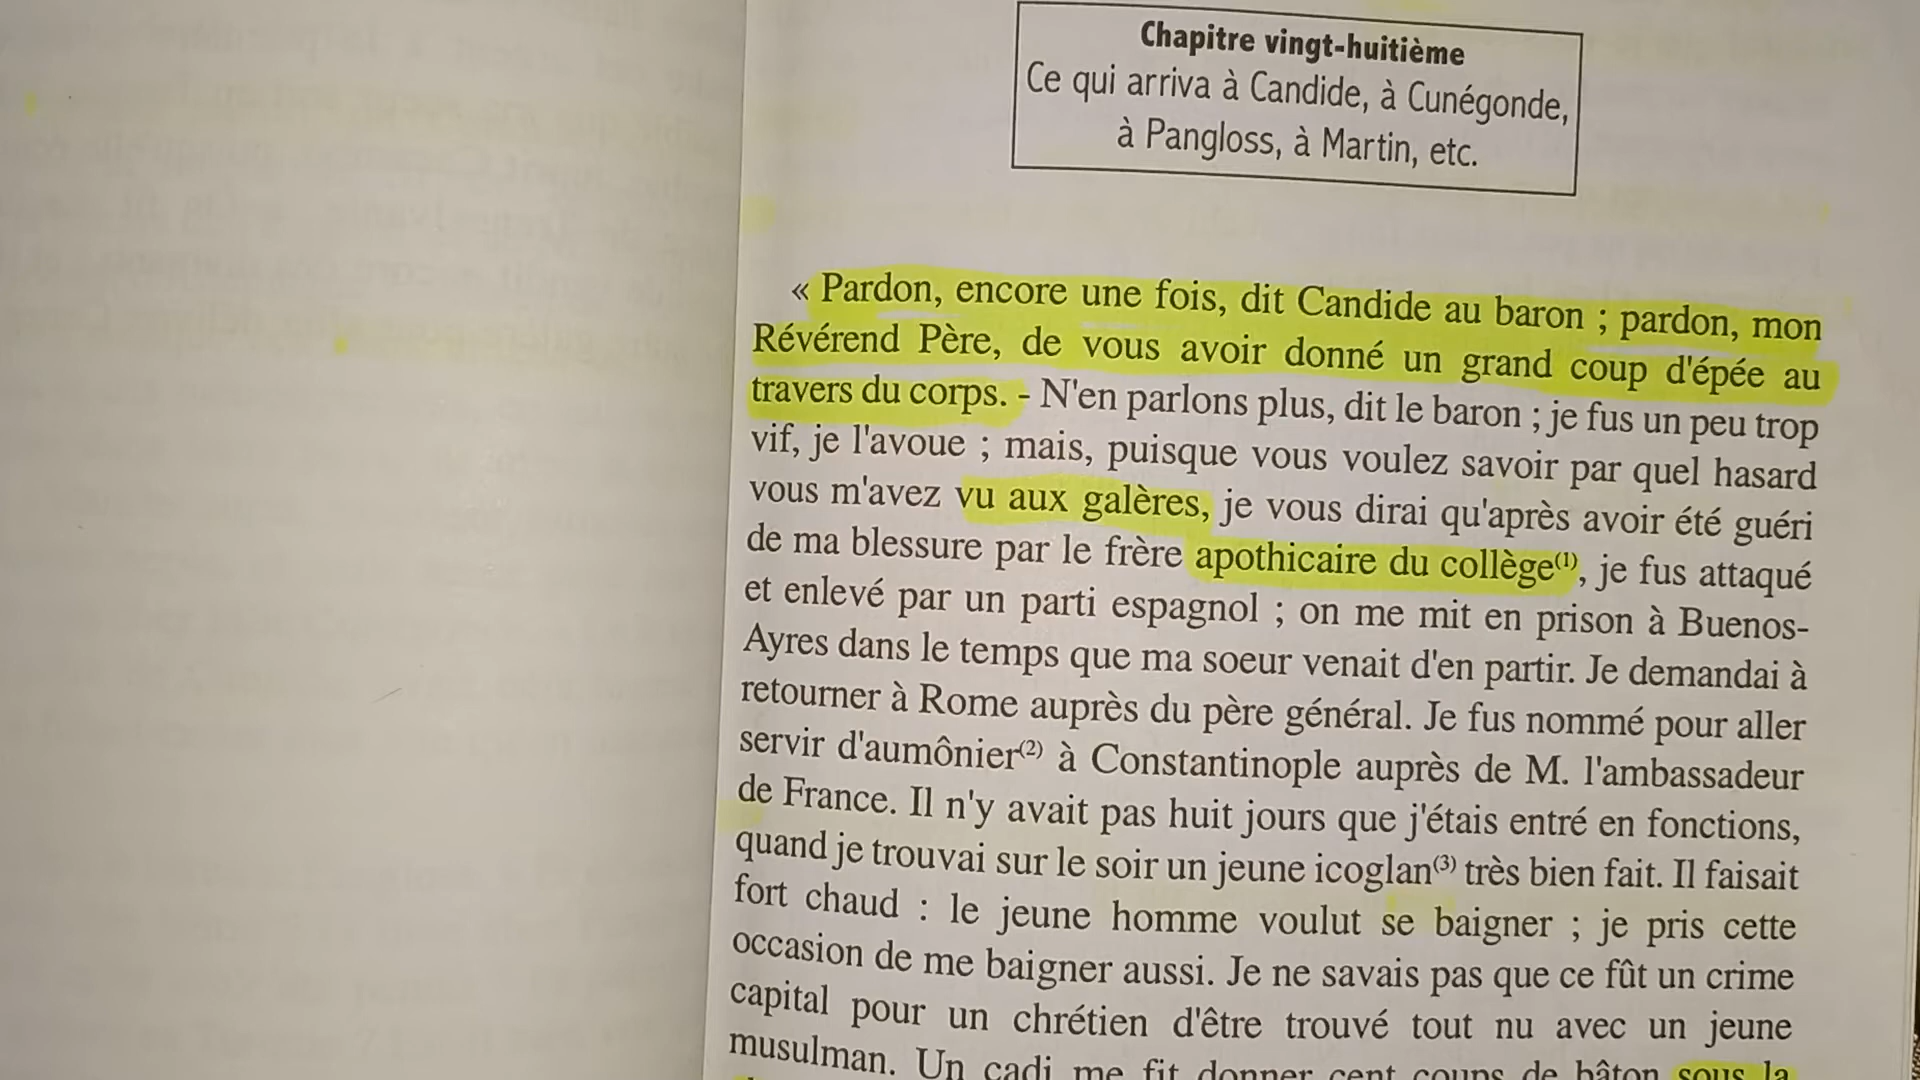 Chapitre vingt-huitième
Ce qui arriva à Candide, à Cunégonde,
à Pangloss, à Martin, etc.
« Pardon, encore une fois, dit Candide au baron ; pardon, mon
Révérend Père, de vous avoir donné un grand coup d'épée au
travers du corps. - N'en parlons plus, dit le baron ; je fus un peu trop
vif, je l'avoue ; mais, puisque vous voulez savoir par quel hasard
vous m'avez vu aux galères, je vous dirai qu'après avoir été guéri
de ma blessure par le frère apothicaire du collège(1), je fus attaqué
et enlevé par un parti espagnol ; on me mit en prison à Buenos-
Ayres dans le temps que ma soeur venait d'en partir. Je demandai à
retourner à Rome auprès du père général. Je fus nommé pour aller
servir d'aumônier(2) à Constantinople auprès de M. l'ambassadeur
de France. Il n'y avait pas huit jours que j'étais entré en fonctions,
quand je trouvai sur le soir un jeune icoglan(3) très bien fait. Il faisait
fort chaud : le jeune homme voulut se baigner ; je pris cette
occasion de me baigner aussi. Je ne savais pas que ce fût un crime
capital pour un chrétien d'être trouvé tout nu avec un jeune
musulman. Un cadi me fit donner cent coups de bâton sous la